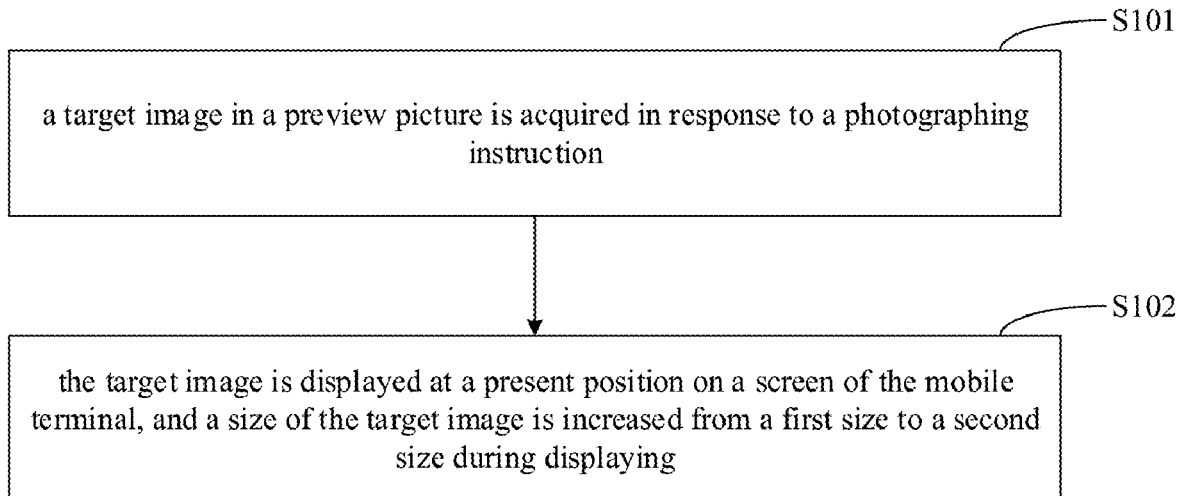 S101
a target image in a preview picture is acquired in response to a photographing
instruction
S102
the target image is displayed at a present position on a screen of the mobile
terminal, and a size of the target image is increased from a first size to a second
size during displaying